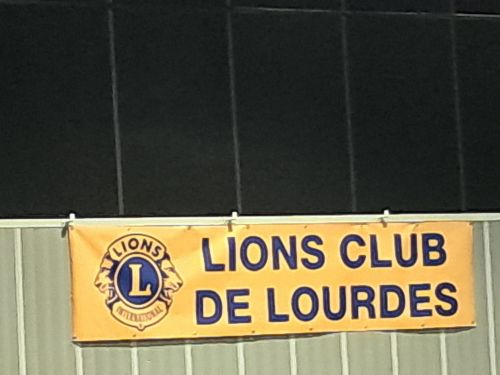 LIONS
L
INTERNATIONAL
LIONS CLUB
DE LOURDES